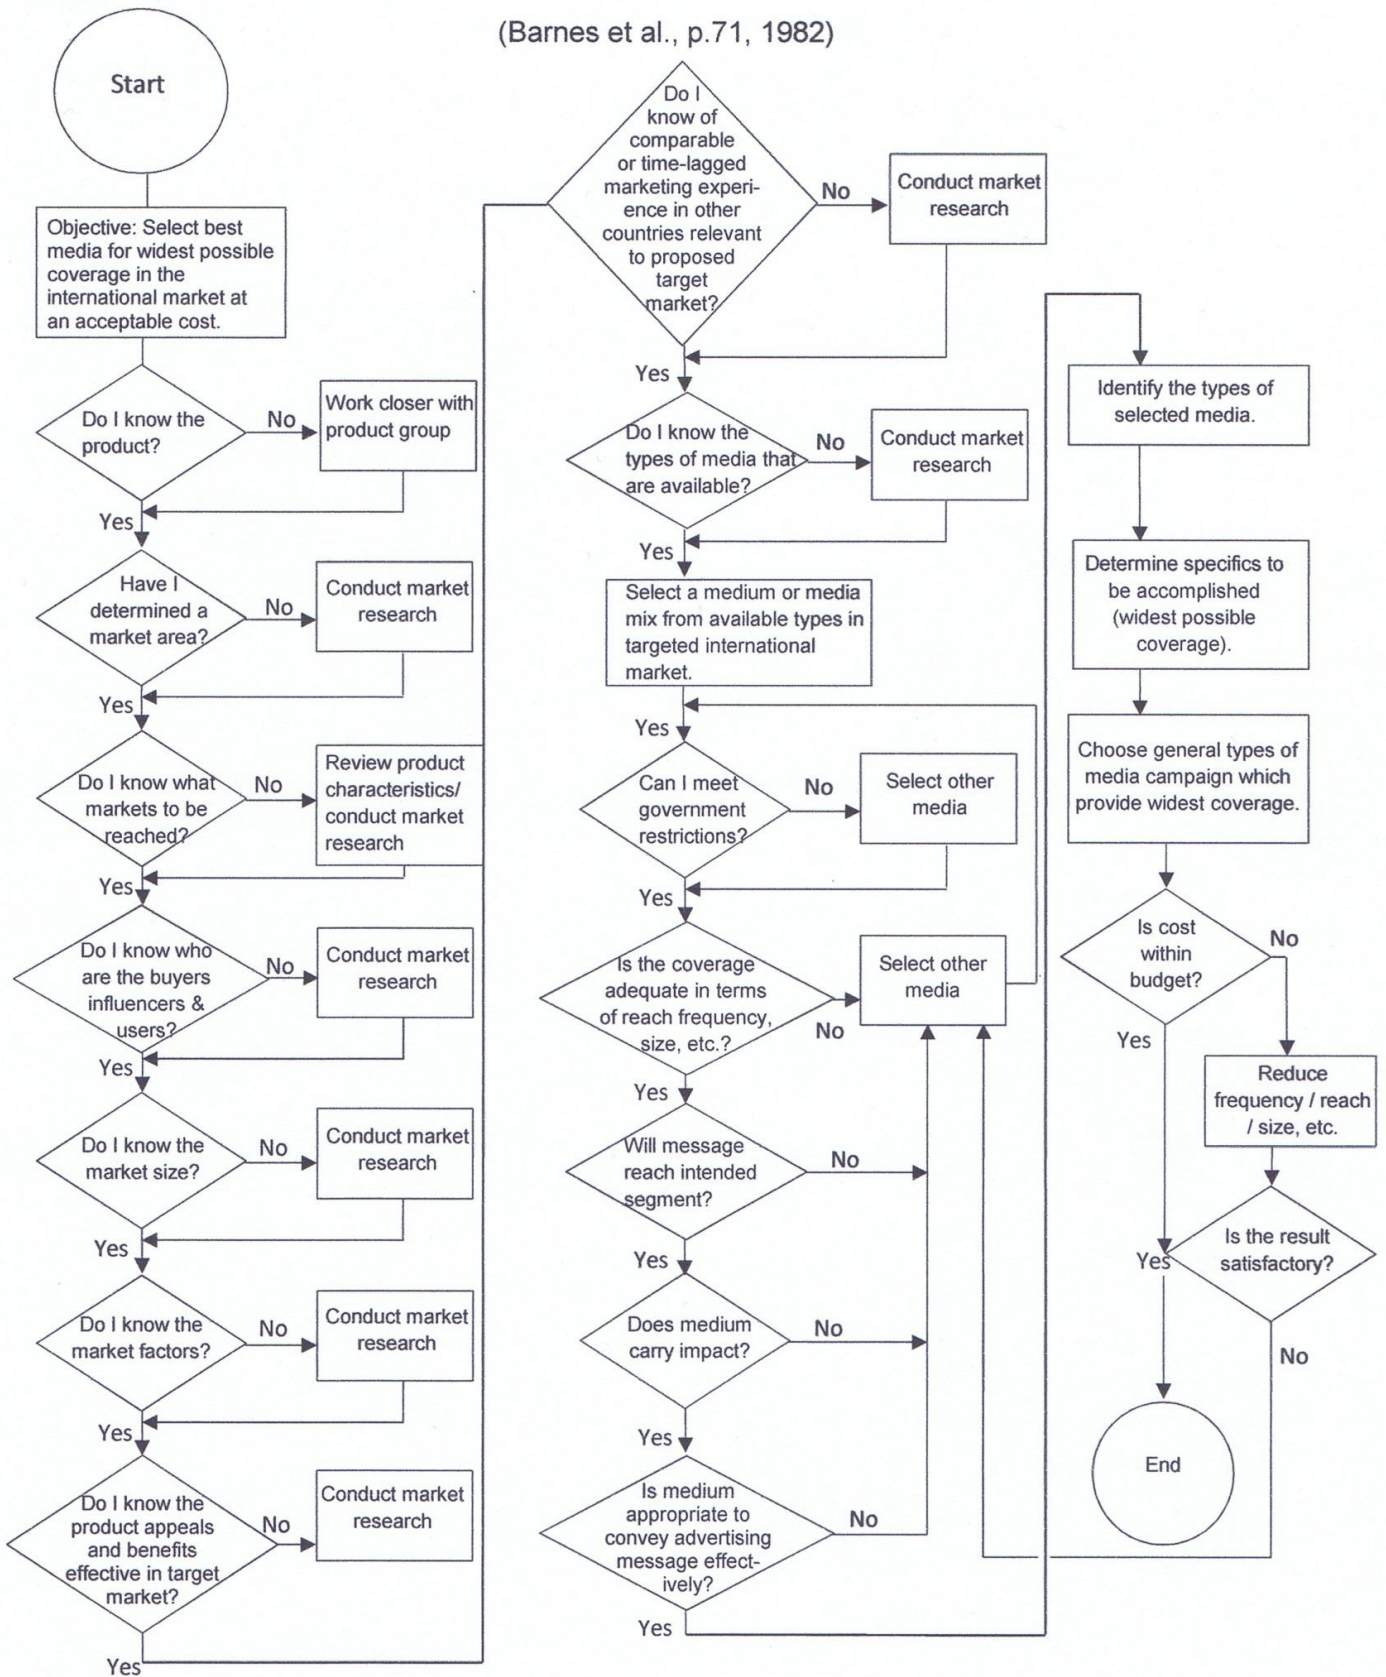 (Barnes et al., p.71, 1982)
Start
Objective: Select best
media for widest possible
coverage in the
international market at
an acceptable cost.
Do I know the
product?
No
Work closer with
product group
Yes
Have I
determined a
market area?
No
Conduct market
research
Yes
Do I know what
markets to be
reached?
No
Review product
characteristics/
conduct market
research
Yes
Do I know who
are the buyers
influencers &
users?
No
Conduct market
research
Yes
Do I know the
market size?
No
Conduct market
research
Yes
Do I know the
market factors?
No
Conduct market
research
Yes
Do I know the
product appeals
and benefits
effective in target
market?
No
Conduct market
research
Yes
Do I
know of
comparable
or time-lagged
marketing experi-
ence in other
countries relevant
to proposed
target
market?
No
Conduct market
research
Yes
Do I know the
types of media that
are available?
No
Conduct market
research
Yes
Select a medium or media
mix from available types in
targeted international
market.
Yes
Can I meet
government
restrictions?
No
Select other
media
Yes
Is the coverage
adequate in terms
of reach frequency,
size, etc.?
No
Select other
media
Yes
Will message
reach intended
segment?
No
Yes
Does medium
carry impact?
No
Yes
Is medium
appropriate to
convey advertising
message effect-
ively?
No
Yes
Identify the types of
selected media.
Determine specifics to
be accomplished
(widest possible
coverage).
Choose general types of
media campaign which
provide widest coverage.
Is cost
within
budget?
No
Yes
Reduce
frequency / reach
/ size, etc.
Is the result
satisfactory?
Yes
No
End